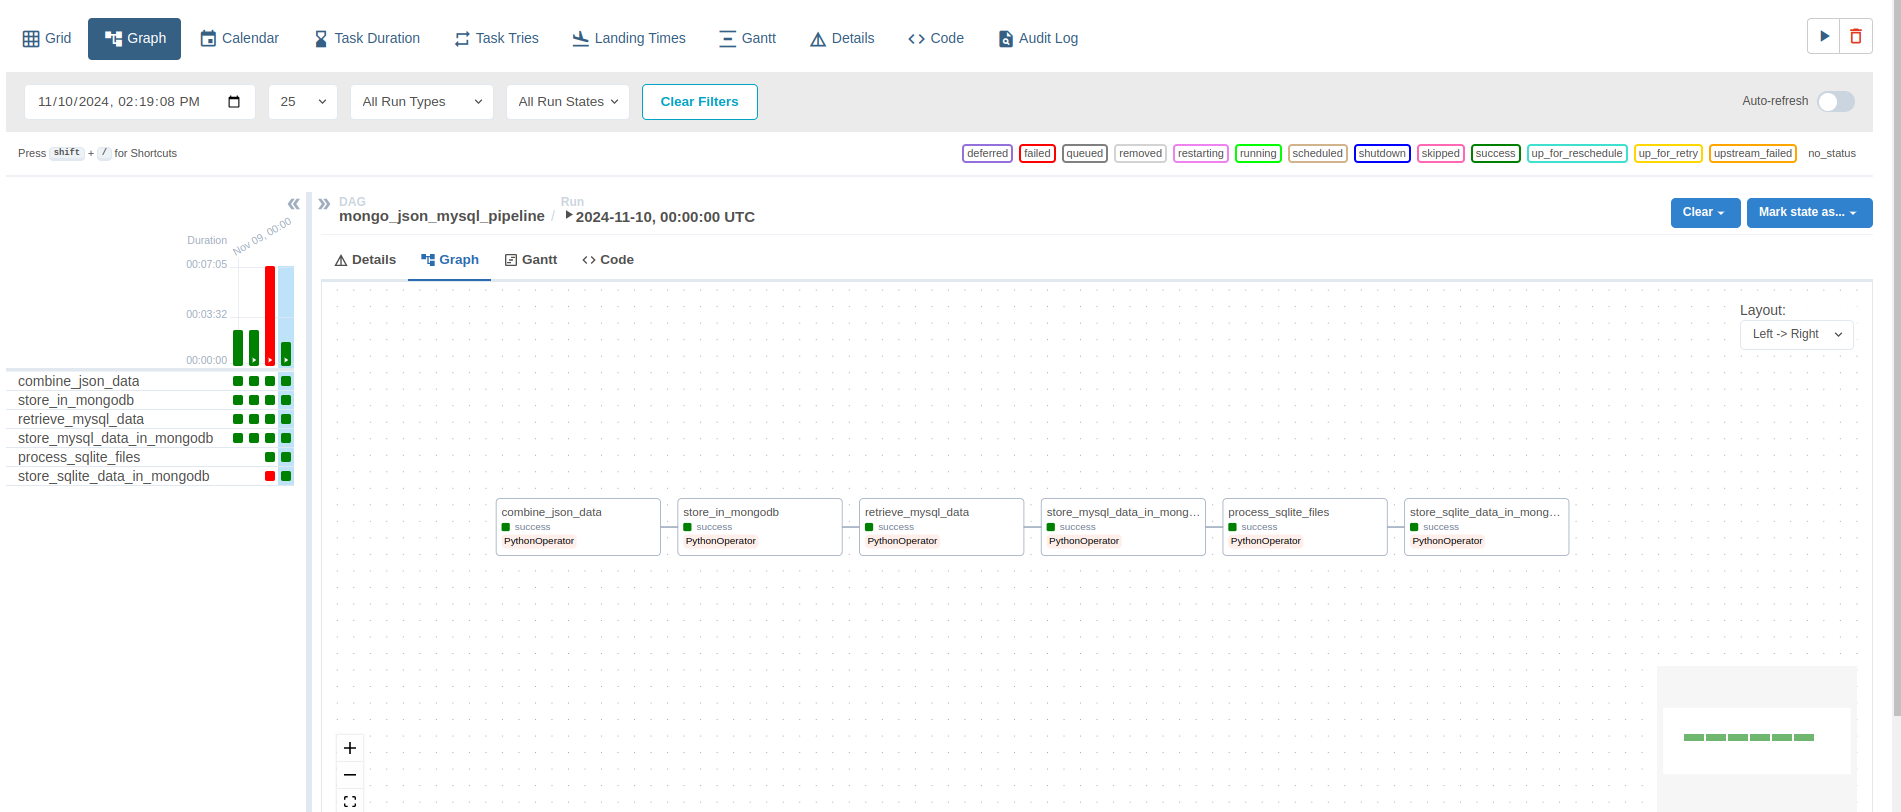 Grid Graph Calendar Task Duration Task Tries Landing Times Gantt Details Code Audit Log
11/10/2024, 02:19:08 PM 25 All Run Types All Run States Clear Filters Auto-refresh
Press shift + / for Shortcuts deferred failed queued removed restarting running scheduled shutdown skipped success up_for_reschedule up_for_retry upstream_failed no_status
DAG Run
mongo_json_mysql_pipeline / 2024-11-10, 00:00:00 UTC
Clear Mark state as...
Details Graph Gantt Code
Nov 09, 00:00
Duration
00:07:05
00:03:32
00:00:00
combine_json_data
store_in_mongodb
retrieve_mysql_data
store_mysql_data_in_mongodb
process_sqlite_files
store_sqlite_data_in_mongodb
Layout:
Left -> Right
combine_json_data
success
PythonOperator
store_in_mongodb
success
PythonOperator
retrieve_mysql_data
success
PythonOperator
store_mysql_data_in_mong...
success
PythonOperator
process_sqlite_files
success
PythonOperator
store_sqlite_data_in_mong...
success
PythonOperator